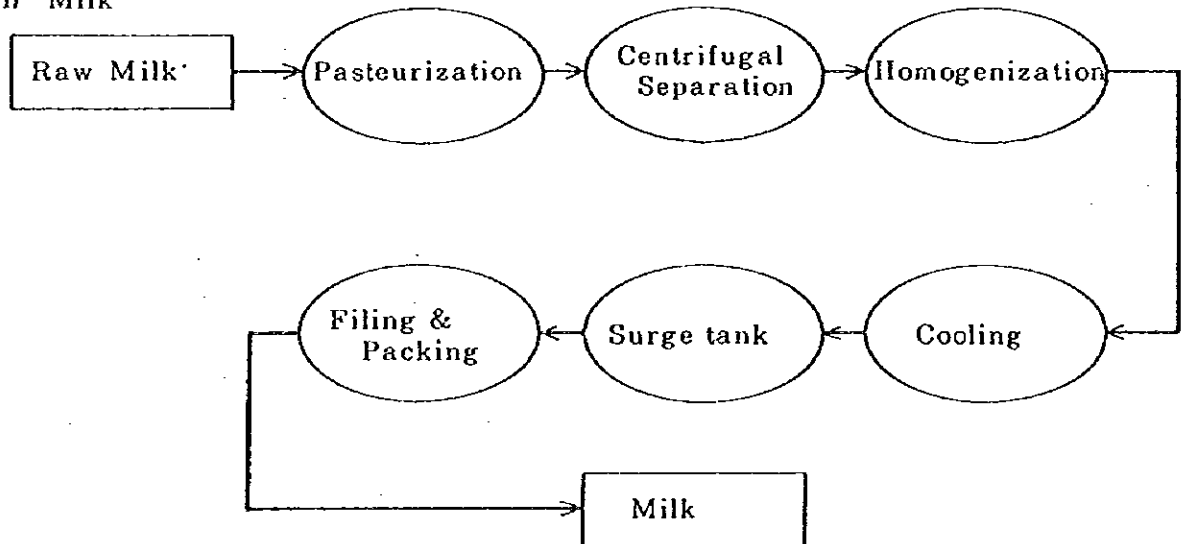 Milk
Raw Milk
Pasteurization
Centrifugal
Separation
Homogenization
Filing &
Packing
Surge tank
Cooling
Milk